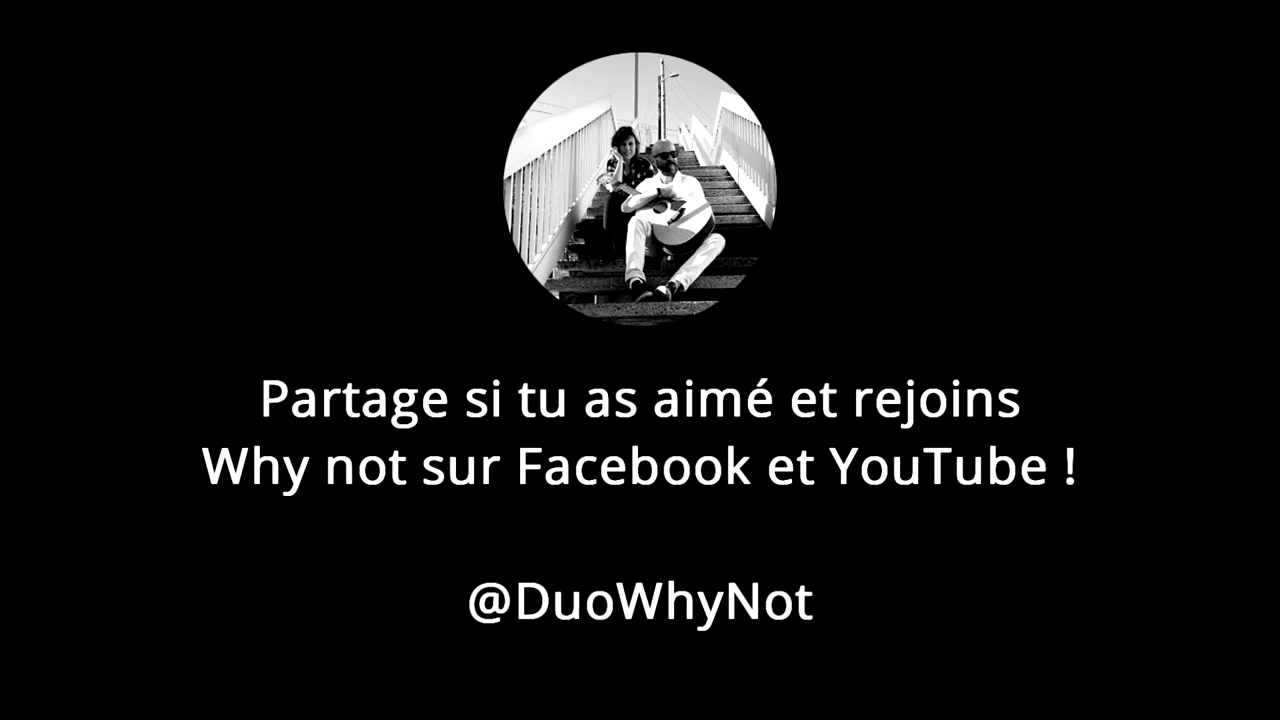 Partage si tu as aimé et rejoins
Why not sur Facebook et YouTube !
@DuoWhyNot